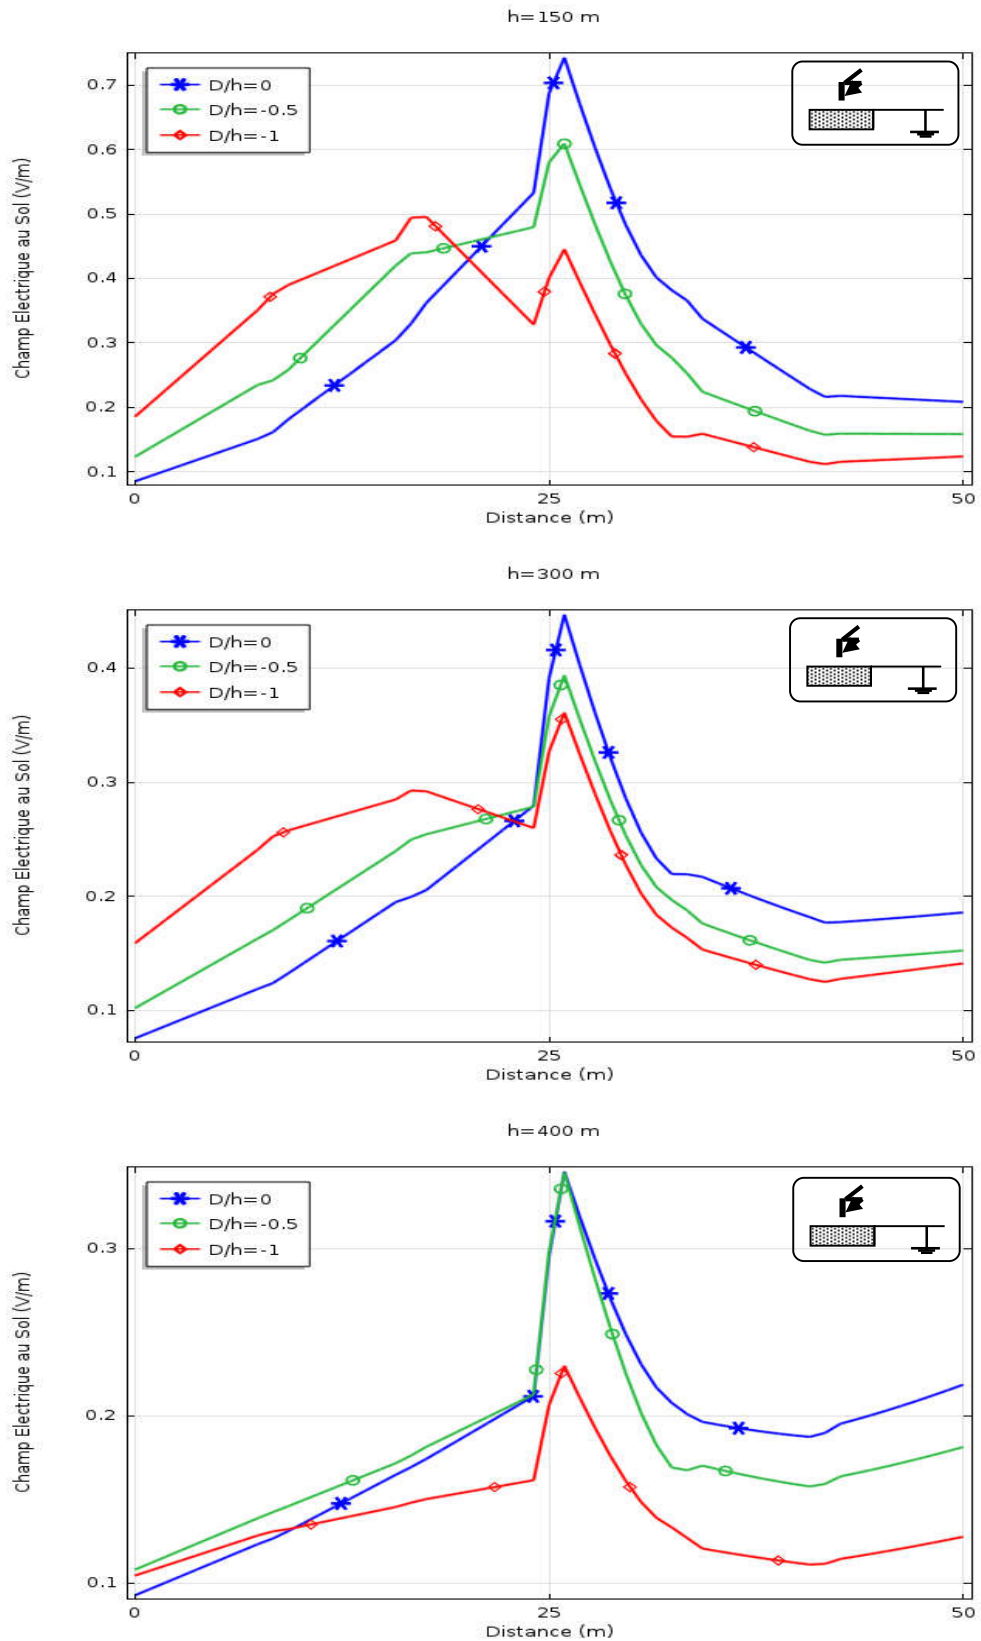 h=150 m
Champ Electrique au Sol (V/m)
0.7
0.6
0.5
0.4
0.3
0.2
0.1
D/h=0
D/h=-0.5
D/h=-1
0 25 50
Distance (m)
h=300 m
Champ Electrique au Sol (V/m)
0.4
0.3
0.2
0.1
D/h=0
D/h=-0.5
D/h=-1
0 25 50
Distance (m)
h=400 m
Champ Electrique au Sol (V/m)
0.3
0.2
0.1
D/h=0
D/h=-0.5
D/h=-1
0 25 50
Distance (m)